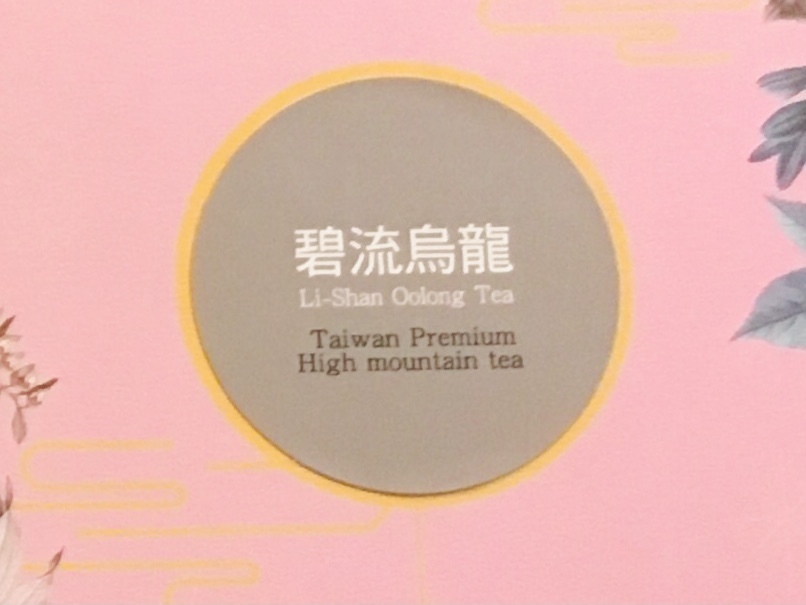 碧流烏龍
Li-Shan Oolong Tea
Taiwan Premium
High mountain tea